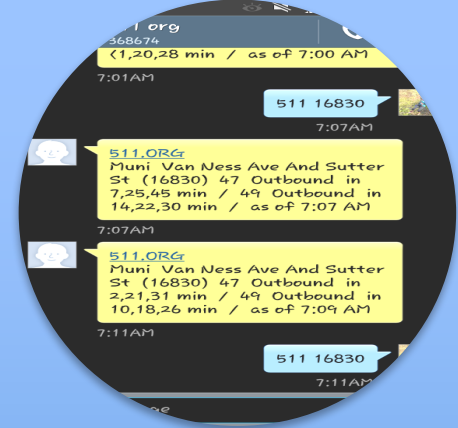 org
368674
(1,20,28 min / as of 7:00 AM
7:01AM
511 16830
7:07AM
511.ORG
Muni Van Ness Ave And Sutter
St (16830) 47 Outbound in
7,25,45 min / 49 Outbound in
14,22,30 min / as of 7:07 AM
7:07AM
511.ORG
Muni Van Ness Ave And Sutter
St (16830) 47 Outbound in
2,21,31 min / 49 Outbound in
10,18,26 min / as of 7:09 AM
7:11AM
511 16830
7:11AM